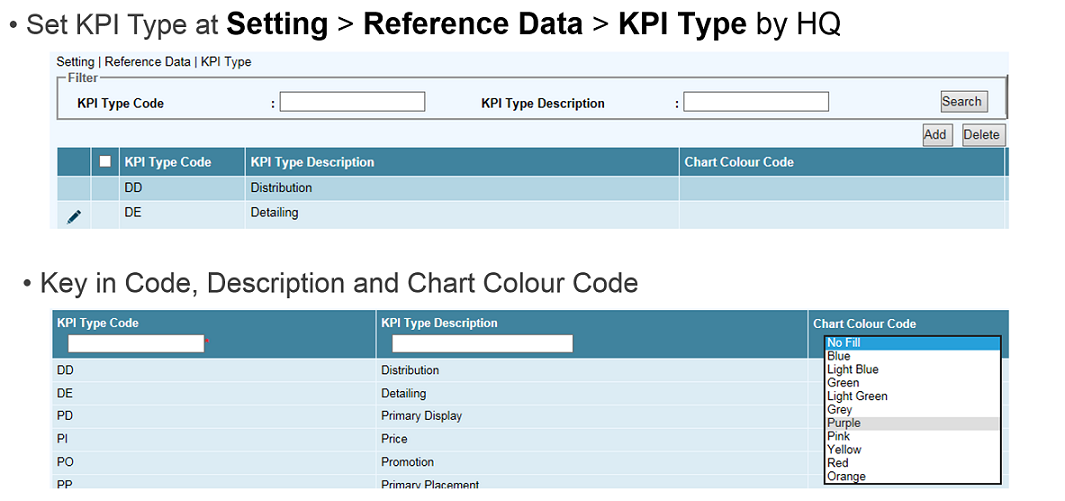 • Set KPI Type at Setting > Reference Data > KPI Type by HQ
Setting | Reference Data | KPI Type
Filter
KPI Type Code : KPI Type Description : Search
Add Delete
KPI Type Code KPI Type Description Chart Colour Code
DD Distribution
DE Detailing
• Key in Code, Description and Chart Colour Code
KPI Type Code KPI Type Description Chart Colour Code
*
No Fill
Blue
DD Distribution Light Blue
Green
DE Detailing Light Green
Grey
PD Primary Display Purple
PI Price Pink
Yellow
PO Promotion Red
Orange
PP Primary Placement